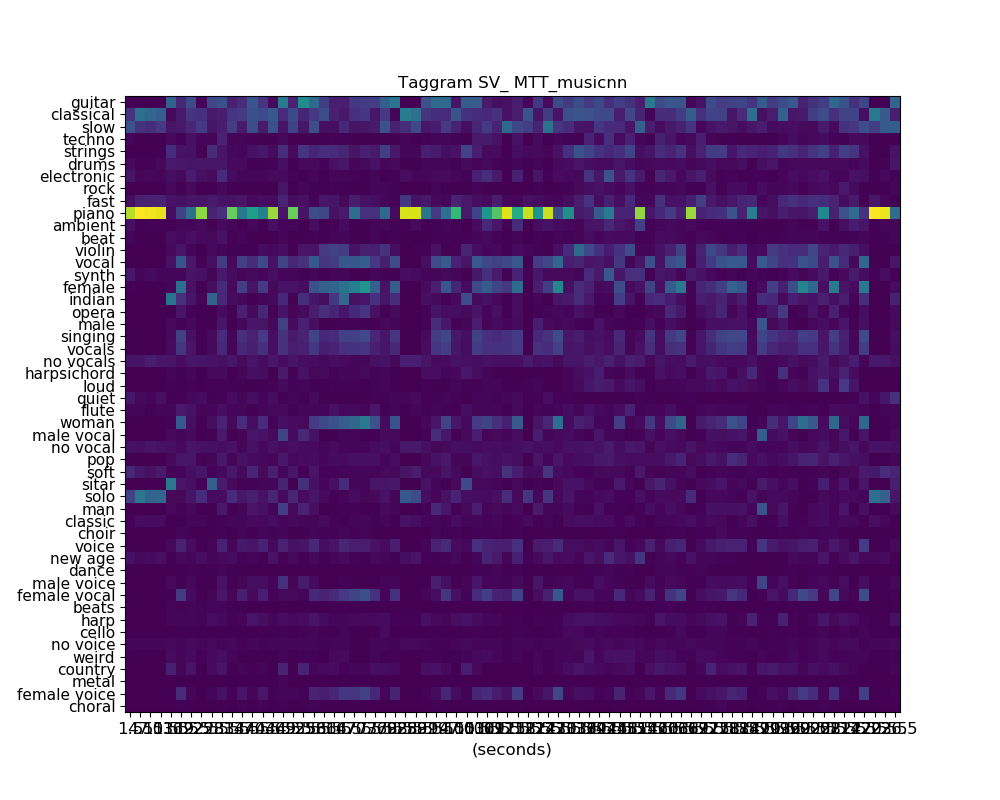 Taggram SV_ MTT_musicnn
guitar
classical
slow
techno
strings
drums
electronic
rock
fast
piano
ambient
beat
violin
vocal
synth
female
indian
opera
male
singing
vocals
no vocals
harpsichord
loud
quiet
flute
woman
male vocal
no vocal
pop
soft
sitar
solo
man
classic
choir
voice
new age
dance
male voice
female vocal
beats
harp
cello
no voice
weird
country
metal
female voice
choral
(seconds)